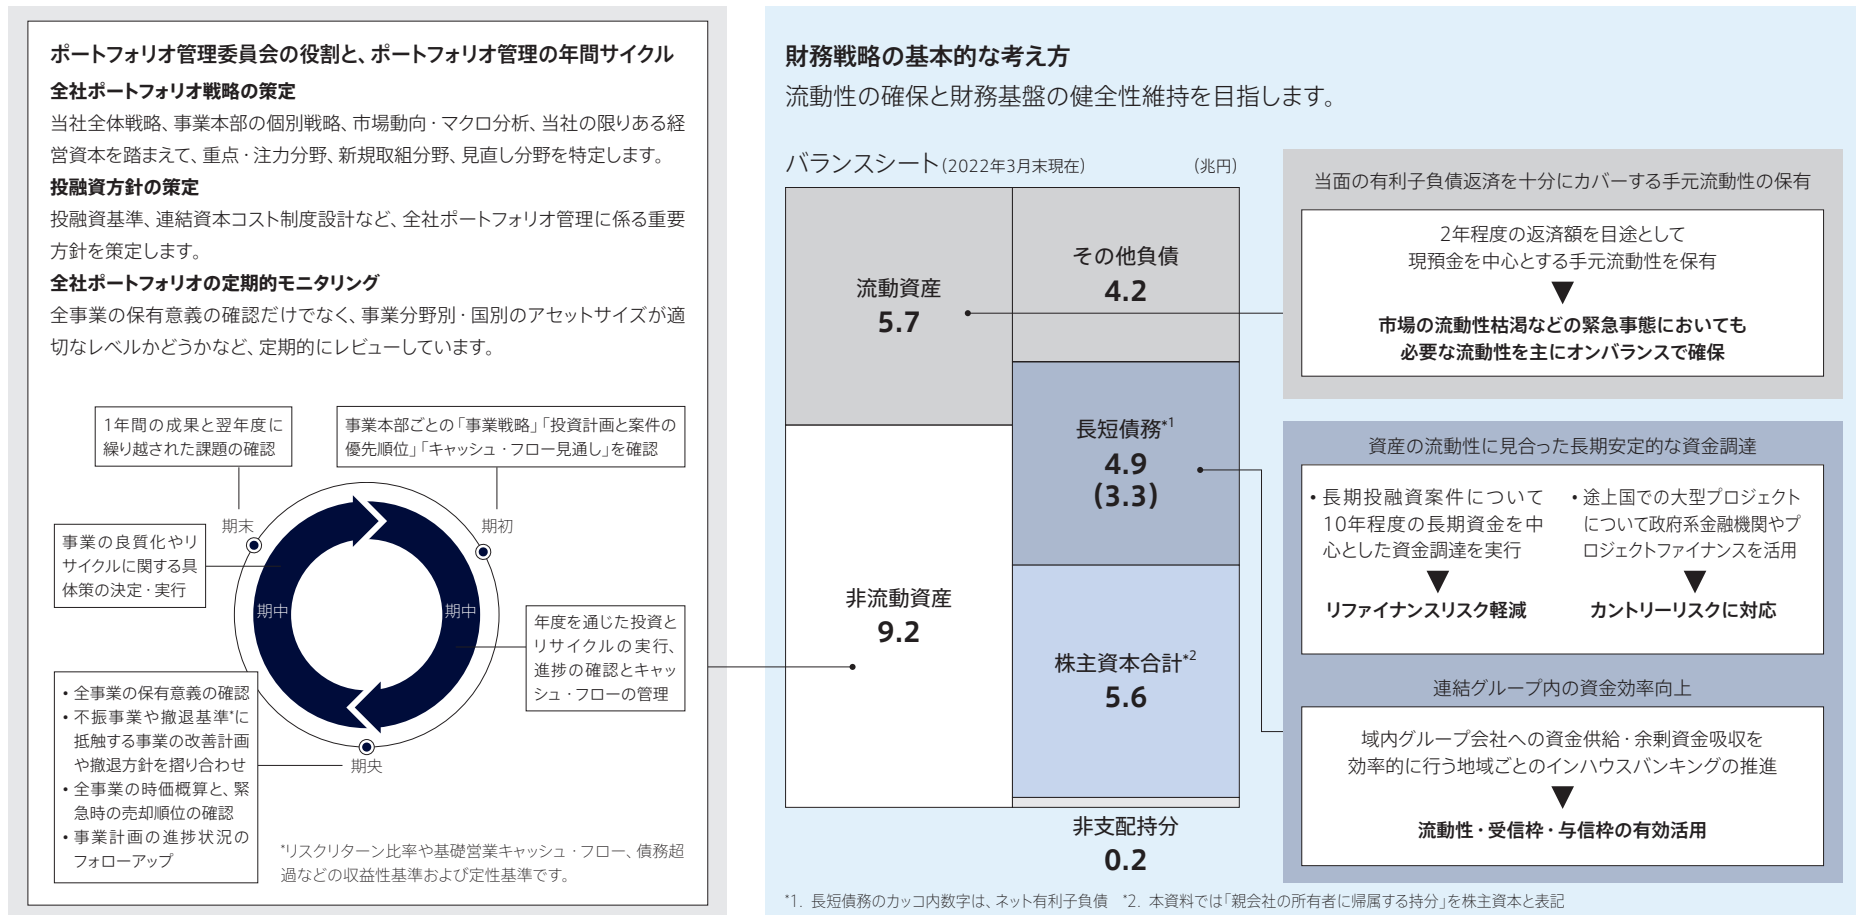 ポートフォリオ管理委員会の役割と、ポートフォリオ管理の年間サイクル
全社ポートフォリオ戦略の策定
当社全体戦略、事業本部の個別戦略、市場動向・マクロ分析、当社の限りある経
営資本を踏まえて、重点・注力分野、新規取組分野、見直し分野を特定します。
投融資方針の策定
投融資基準、連結資本コスト制度設計など、全社ポートフォリオ管理に係る重要
方針を策定します。
全社ポートフォリオの定期的モニタリング
全事業の保有意義の確認だけでなく、事業分野別・国別のアセットサイズが適
切なレベルかどうかなど、定期的にレビューしています。
1年間の成果と翌年度に
繰り越された課題の確認
事業本部ごとの「事業戦略」「投資計画と案件の
優先順位」「キャッシュ・フロー見通し」を確認
期末
期初
事業の良質化やリ
サイクルに関する具
体策の決定・実行
期中
期中
年度を通じた投資と
リサイクルの実行、
進捗の確認とキャッ
シュ・フローの管理
• 全事業の保有意義の確認
• 不振事業や撤退基準*に
抵触する事業の改善計画
や撤退方針を摺り合わせ
• 全事業の時価概算と、緊
急時の売却順位の確認
• 事業計画の進捗状況の
フォローアップ
期央
*リスクリターン比率や基礎営業キャッシュ・フロー、債務超
過などの収益性基準および定性基準です。
財務戦略の基本的な考え方
流動性の確保と財務基盤の健全性維持を目指します。
バランスシート(2022年3月末現在)
(兆円)
流動資産
5.7
非流動資産
9.2
その他負債
4.2
長短債務*1
4.9
(3.3)
株主資本合計*2
5.6
非支配持分
0.2
当面の有利子負債返済を十分にカバーする手元流動性の保有
2年程度の返済額を目途として
現預金を中心とする手元流動性を保有
▼
市場の流動性枯渇などの緊急事態においても
必要な流動性を主にオンバランスで確保
資産の流動性に見合った長期安定的な資金調達
• 長期投融資案件について
10年程度の長期資金を中
心とした資金調達を実行
▼
リファイナンスリスク軽減
• 途上国での大型プロジェクト
について政府系金融機関やプ
ロジェクトファイナンスを活用
▼
カントリーリスクに対応
連結グループ内の資金効率向上
域内グループ会社への資金供給・余剰資金吸収を
効率的に行う地域ごとのインハウスバンキングの推進
▼
流動性・受信枠・与信枠の有効活用
*1. 長短債務のカッコ内数字は、ネット有利子負債 *2. 本資料では「親会社の所有者に帰属する持分」を株主資本と表記